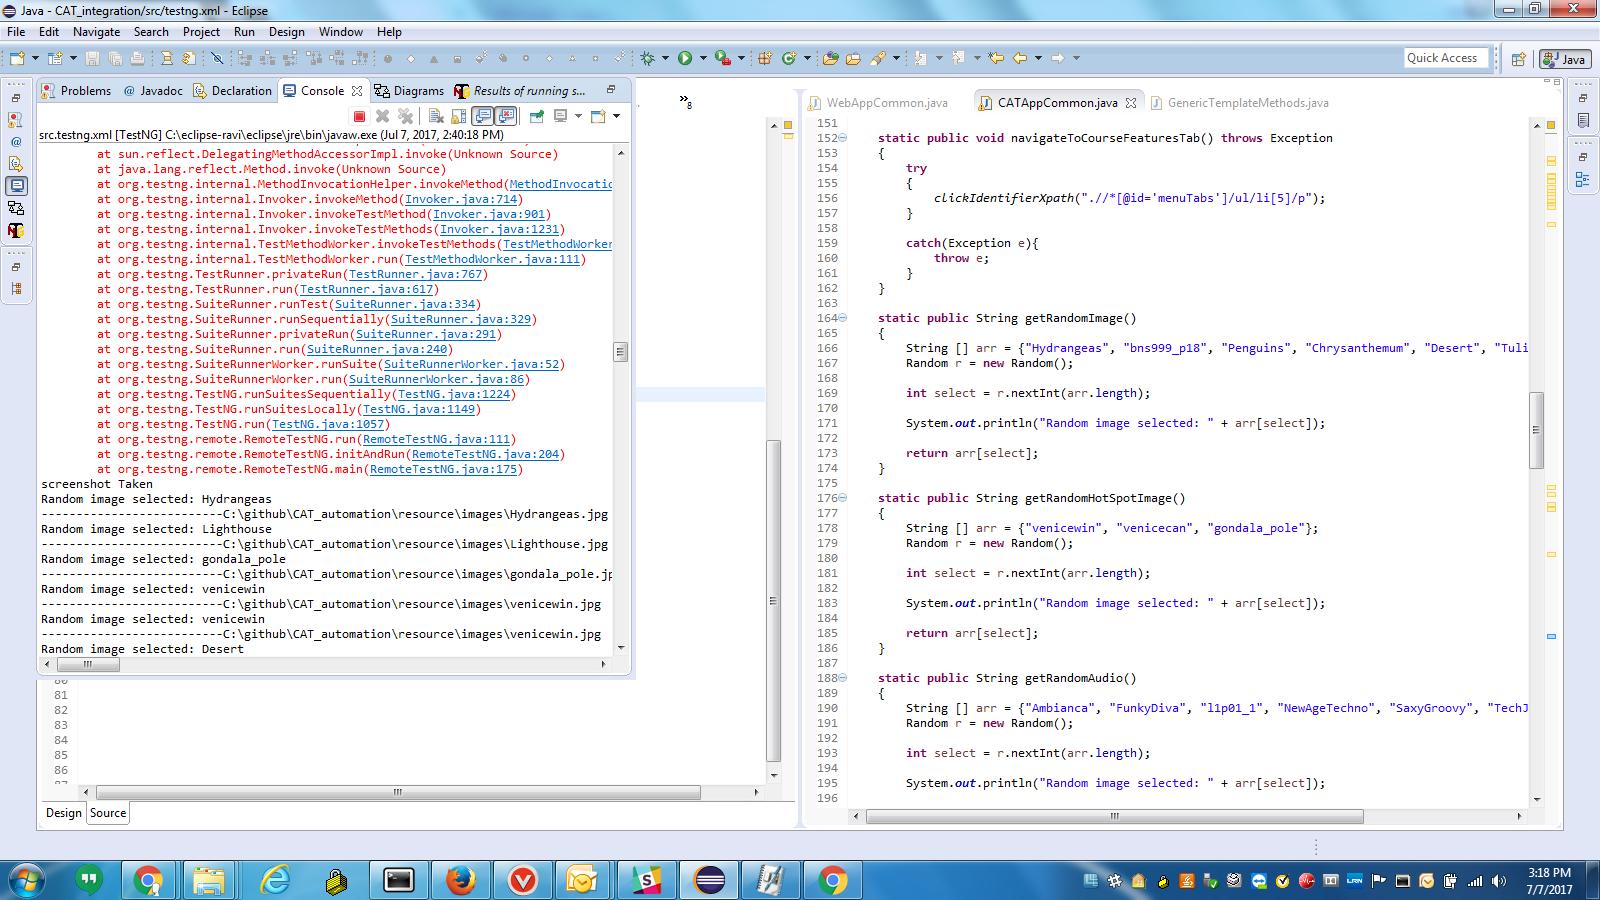 Java - CAT_integration/src/testng.xml - Eclipse
File Edit Navigate Search Project Run Design Window Help
Quick Access
Java
Problems @ Javadoc Declaration Console Diagrams Results of running s...
src.testng.xml [TestNG] C:\eclipse-ravi\eclipse\jre\bin\javaw.exe (Jul 7, 2017, 2:40:18 PM)
at sun.reflect.DelegatingMethodAccessorImpl.invoke(Unknown Source)
at java.lang.reflect.Method.invoke(Unknown Source)
at org.testng.internal.MethodInvocationHelper.invokeMethod(MethodInvocatio
at org.testng.internal.Invoker.invokeMethod(Invoker.java:714)
at org.testng.internal.Invoker.invokeTestMethod(Invoker.java:901)
at org.testng.internal.Invoker.invokeTestMethods(Invoker.java:1231)
at org.testng.internal.TestMethodWorker.invokeTestMethods(TestMethodWorker
at org.testng.internal.TestMethodWorker.run(TestMethodWorker.java:111)
at org.testng.TestRunner.privateRun(TestRunner.java:767)
at org.testng.TestRunner.run(TestRunner.java:617)
at org.testng.SuiteRunner.runTest(SuiteRunner.java:334)
at org.testng.SuiteRunner.runSequentially(SuiteRunner.java:329)
at org.testng.SuiteRunner.privateRun(SuiteRunner.java:291)
at org.testng.SuiteRunner.run(SuiteRunner.java:240)
at org.testng.SuiteRunnerWorker.runSuite(SuiteRunnerWorker.java:52)
at org.testng.SuiteRunnerWorker.run(SuiteRunnerWorker.java:86)
at org.testng.TestNG.runSuitesSequentially(TestNG.java:1224)
at org.testng.TestNG.runSuitesLocally(TestNG.java:1149)
at org.testng.TestNG.run(TestNG.java:1057)
at org.testng.remote.RemoteTestNG.run(RemoteTestNG.java:111)
at org.testng.remote.RemoteTestNG.initAndRun(RemoteTestNG.java:204)
at org.testng.remote.RemoteTestNG.main(RemoteTestNG.java:175)
screenshot Taken
Random image selected: Hydrangeas
--------------------------C:\github\CAT_automation\resource\images\Hydrangeas.jpg
Random image selected: Lighthouse
--------------------------C:\github\CAT_automation\resource\images\Lighthouse.jpg
Random image selected: gondala_pole
--------------------------C:\github\CAT_automation\resource\images\gondala_pole.jp
Random image selected: venicewin
--------------------------C:\github\CAT_automation\resource\images\venicewin.jpg
Random image selected: venicewin
--------------------------C:\github\CAT_automation\resource\images\venicewin.jpg
Random image selected: Desert
80
81
82
83
84
85
86
87
Design Source
»8
WebAppCommon.java CATAppCommon.java GenericTemplateMethods.java
151
152 static public void navigateToCourseFeaturesTab() throws Exception
153 {
154 try
155 {
156 clickIdentifierXpath(".//*[@id='menuTabs']/ul/li[5]/p");
157 }
158
159 catch(Exception e){
160 throw e;
161 }
162 }
163
164 static public String getRandomImage()
165 {
166 String [] arr = {"Hydrangeas", "bns999_p18", "Penguins", "Chrysanthemum", "Desert", "Tuli
167 Random r = new Random();
168
169 int select = r.nextInt(arr.length);
170
171 System.out.println("Random image selected: " + arr[select]);
172
173 return arr[select];
174 }
175
176 static public String getRandomHotSpotImage()
177 {
178 String [] arr = {"venicewin", "venicecan", "gondala_pole"};
179 Random r = new Random();
180
181 int select = r.nextInt(arr.length);
182
183 System.out.println("Random image selected: " + arr[select]);
184
185 return arr[select];
186 }
187
188 static public String getRandomAudio()
189 {
190 String [] arr = {"Ambianca", "FunkyDiva", "l1p01_1", "NewAgeTechno", "SaxyGroovy", "TechJ
191 Random r = new Random();
192
193 int select = r.nextInt(arr.length);
194
195 System.out.println("Random image selected: " + arr[select]);
196
3:18 PM
7/7/2017